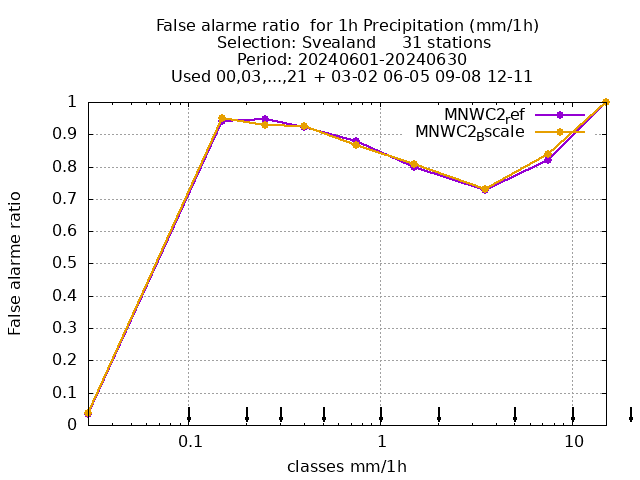 False alarme ratio  for 1h Precipitation (mm/1h)
Selection: Svealand     31 stations
Period: 20240601-20240630
Used 00,03,...,21 + 03-02 06-05 09-08 12-11
MNWC2ref
MNWC2Bscale
1
0.9
0.8
0.7
0.6
0.5
0.4
0.3
0.2
0.1
0
False alarme ratio
0.1 1 10
classes mm/1h